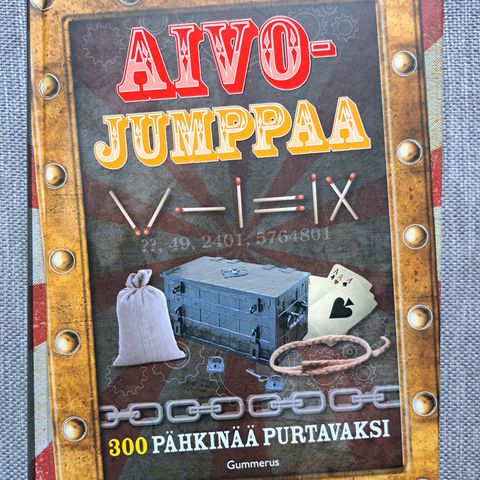 AIVO-
JUMPPAA
V-I=IX
??, 49, 2401, 5764801
A A A
300 PÄHKINÄÄ PURTAVAKSI
Gummerus